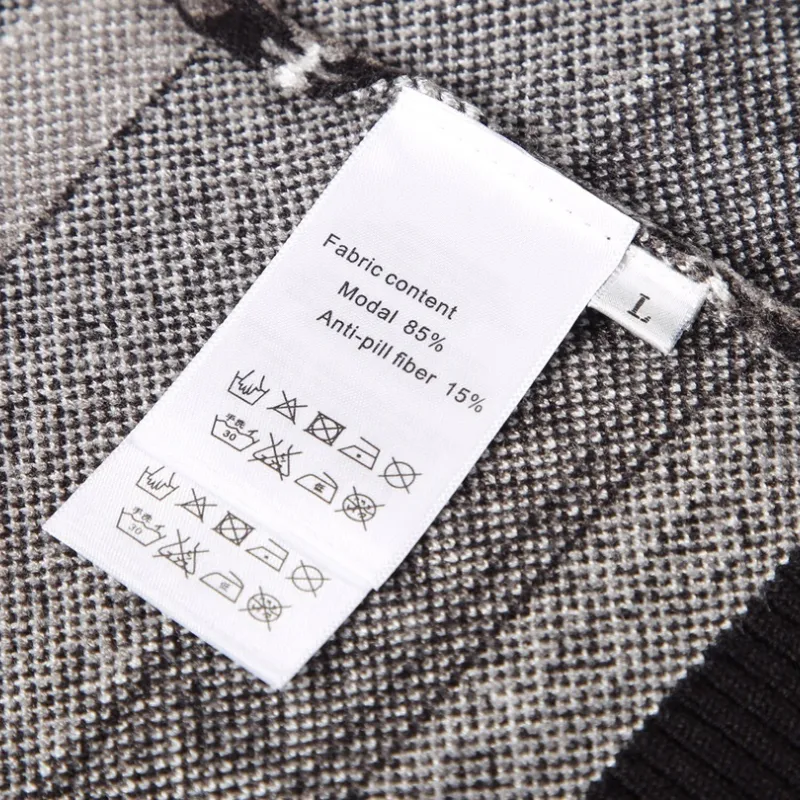 Fabric content
Modal 85%
Anti-pill fiber 15%
L
30
30